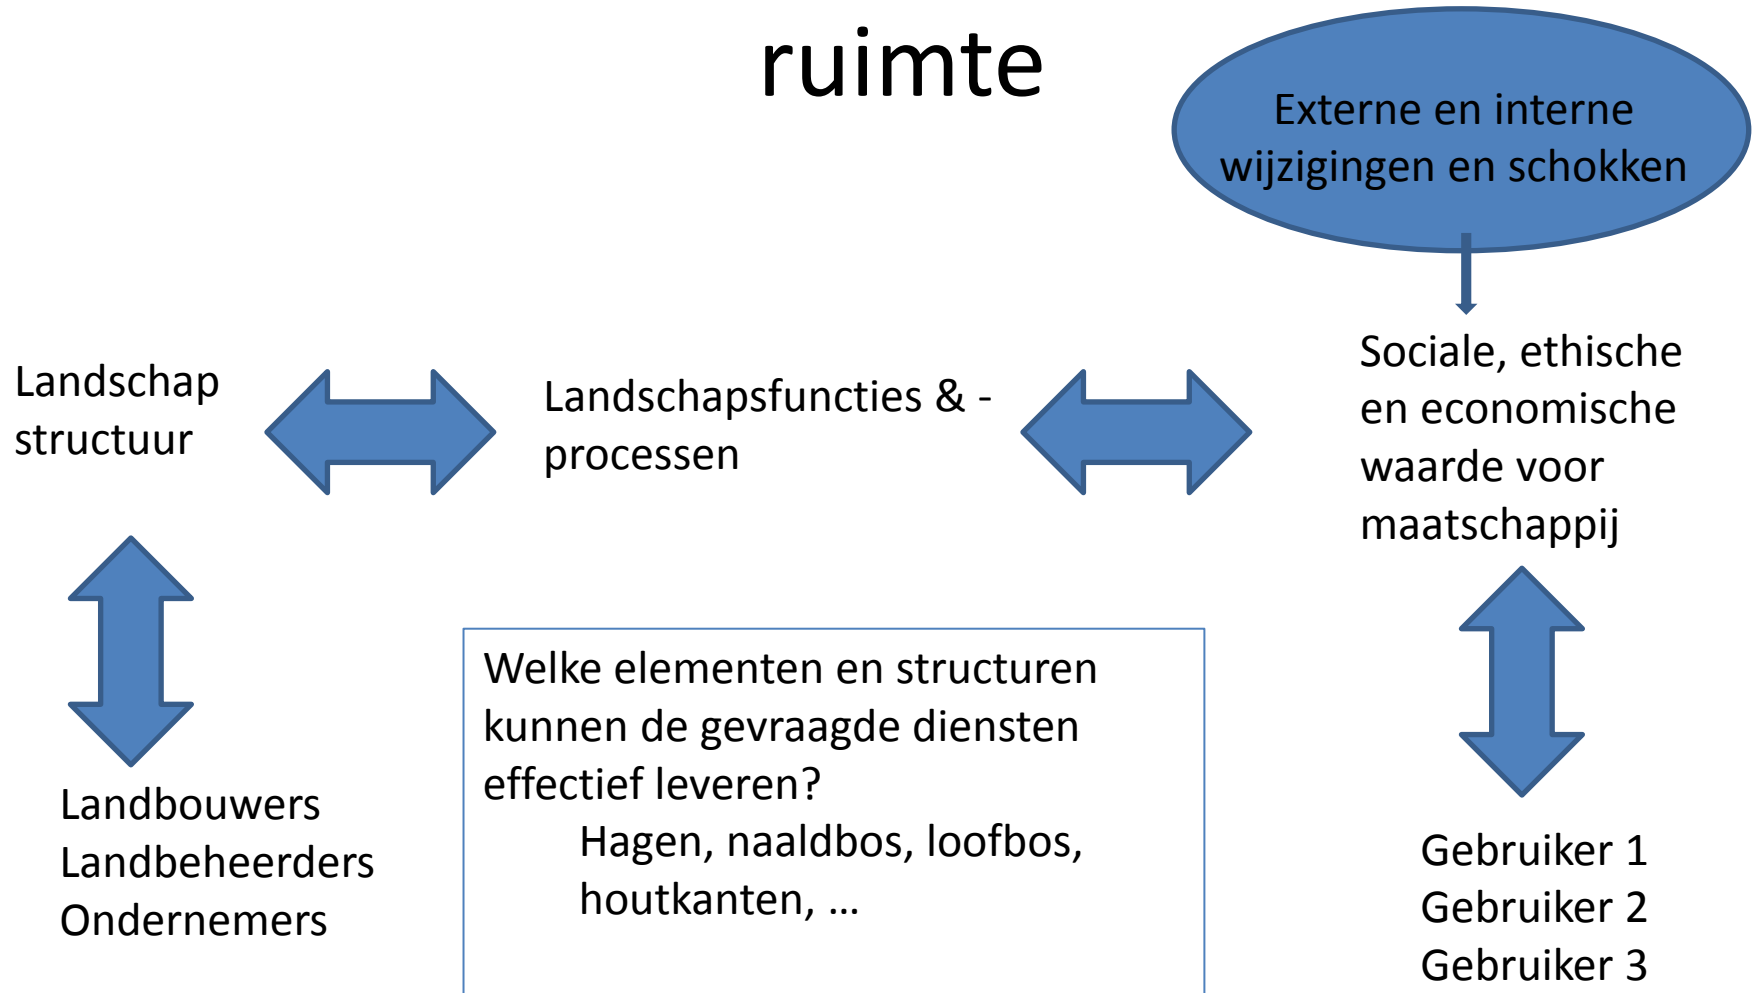 ruimte
Externe en interne
wijzigingen en schokken
Landschap
structuur
Landschapsfuncties & -
processen
Sociale, ethische
en economische
waarde voor
maatschappij
Landbouwers
Landbeheerders
Ondernemers
Welke elementen en structuren
kunnen de gevraagde diensten
effectief leveren?
Hagen, naaldbos, loofbos,
houtkanten, …
Gebruiker 1
Gebruiker 2
Gebruiker 3